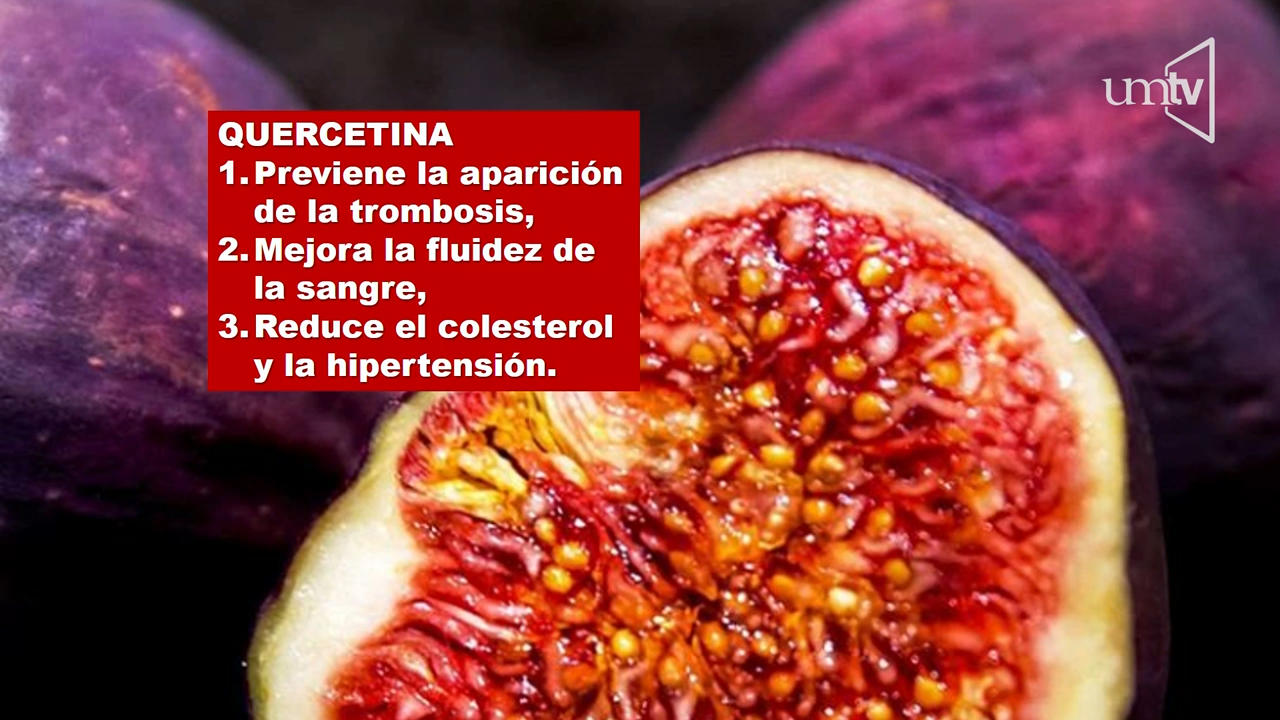 umtv
QUERCETINA
1. Previene la aparición
de la trombosis,
2. Mejora la fluidez de
la sangre,
3. Reduce el colesterol
y la hipertensión.